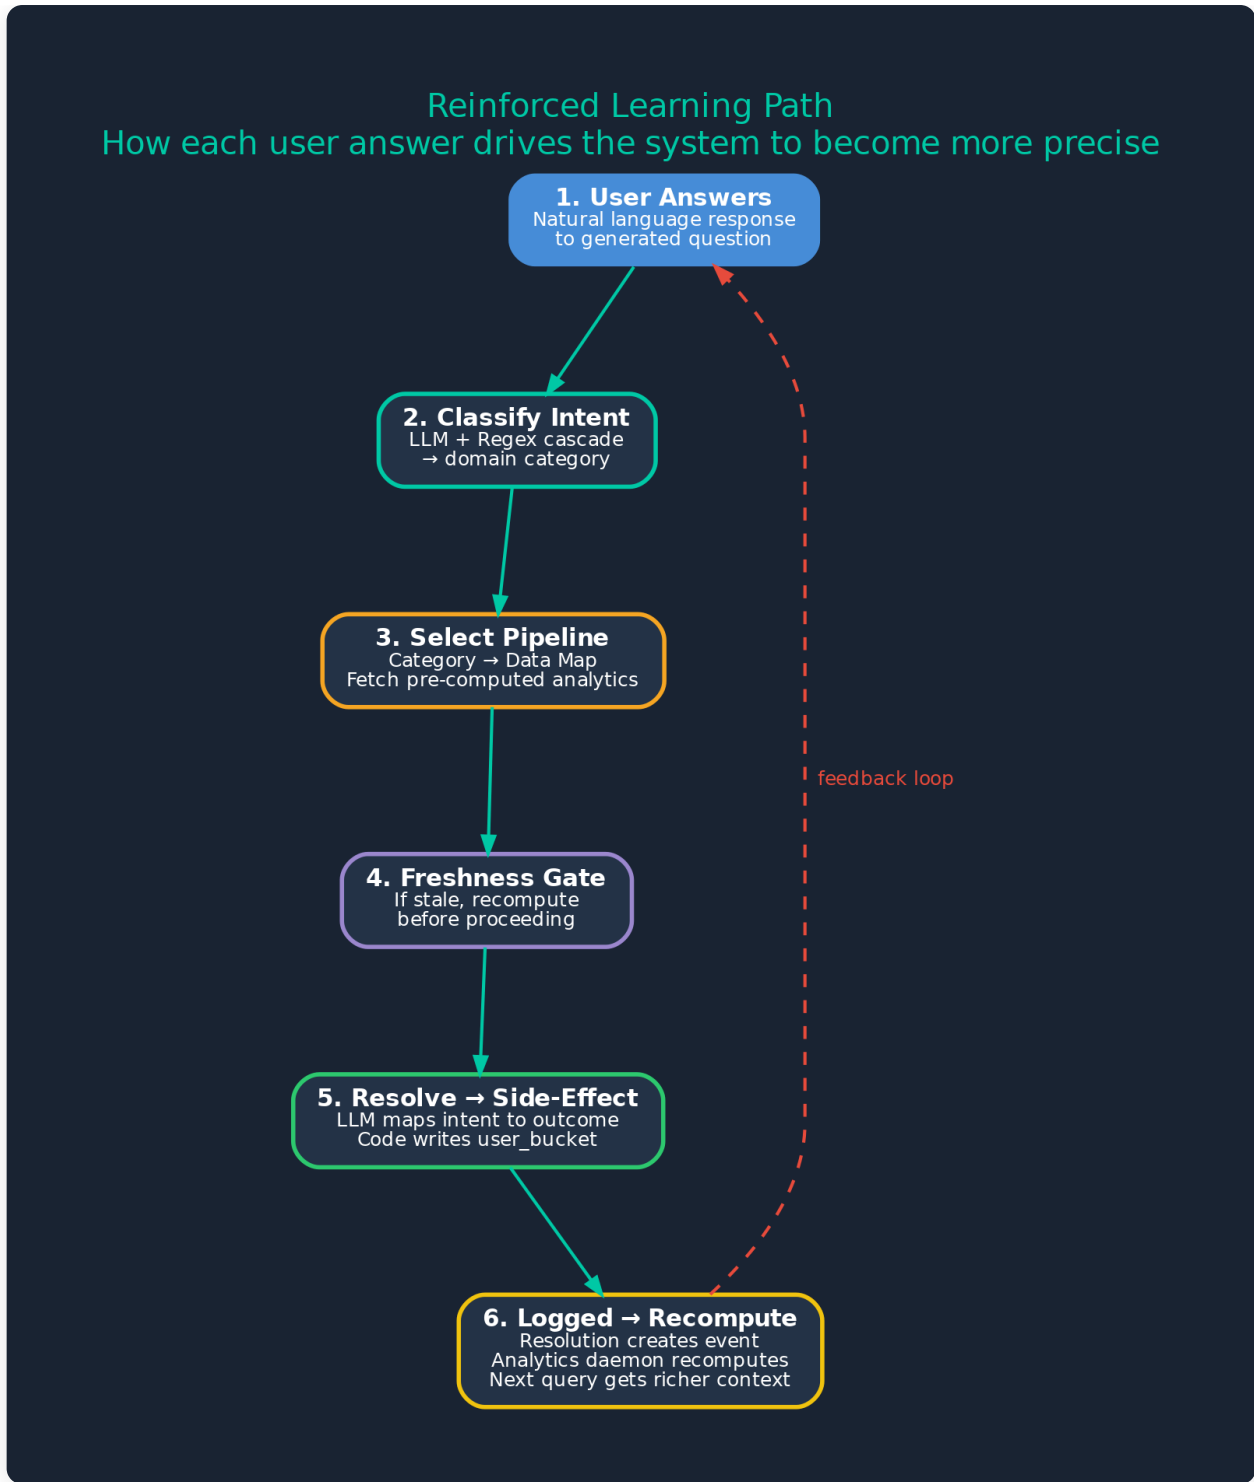 Reinforced Learning Path
How each user answer drives the system to become more precise
1. User Answers
Natural language response
to generated question
2. Classify Intent
LLM + Regex cascade
→ domain category
3. Select Pipeline
Category → Data Map
Fetch pre-computed analytics
feedback loop
4. Freshness Gate
If stale, recompute
before proceeding
5. Resolve → Side-Effect
LLM maps intent to outcome
Code writes user_bucket
6. Logged → Recompute
Resolution creates event
Analytics daemon recomputes
Next query gets richer context